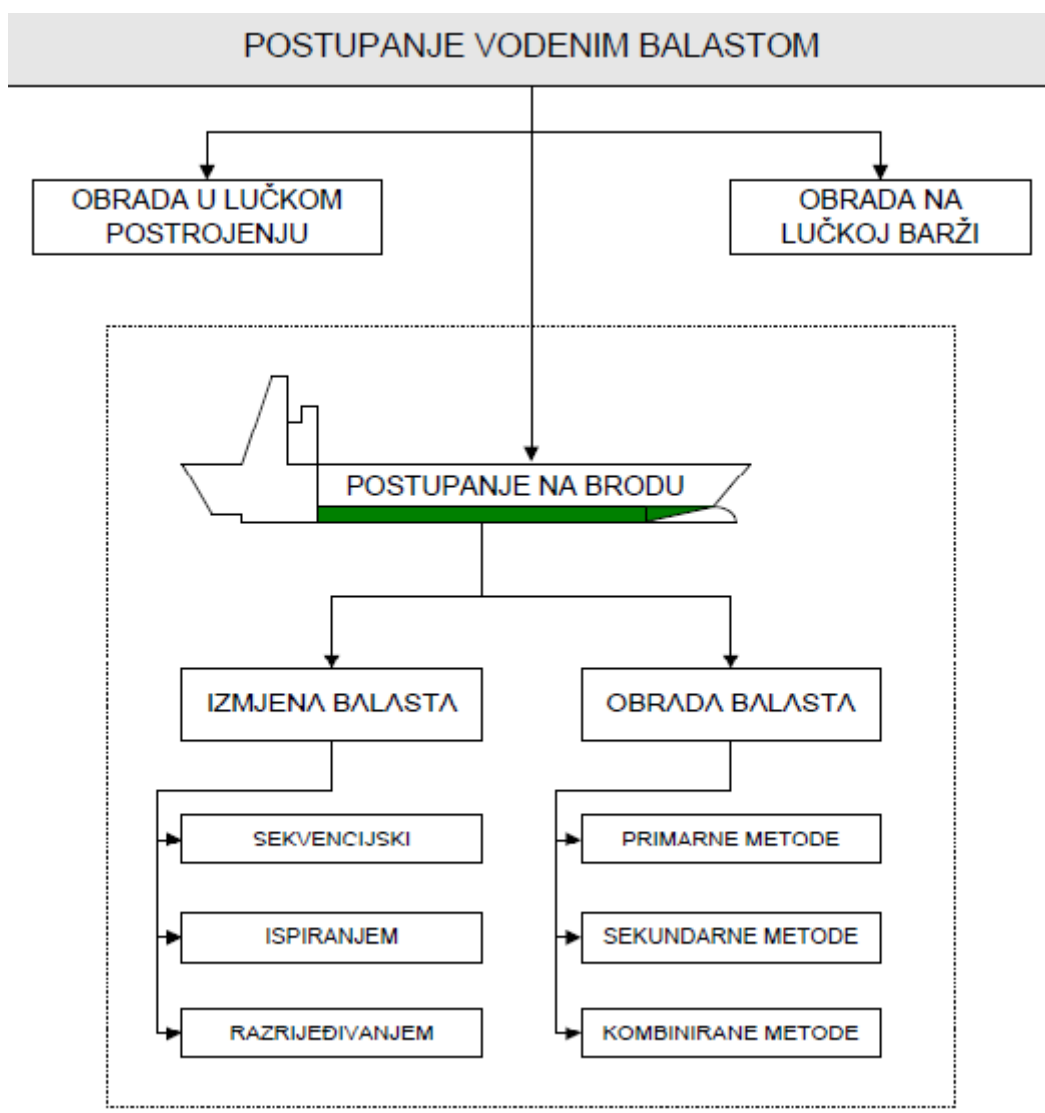 POSTUPANJE VODENIM BALASTOM
OBRADA U LUČKOM
POSTROJENJU
OBRADA NA
LUČKOJ BARŽI
POSTUPANJE NA BRODU
IZMJENA BALASTA
OBRADA BALASTA
SEKVENCIJSKI
ISPIRANJEM
RAZRIJEĐIVANJEM
PRIMARNE METODE
SEKUNDARNE METODE
KOMBINIRANE METODE